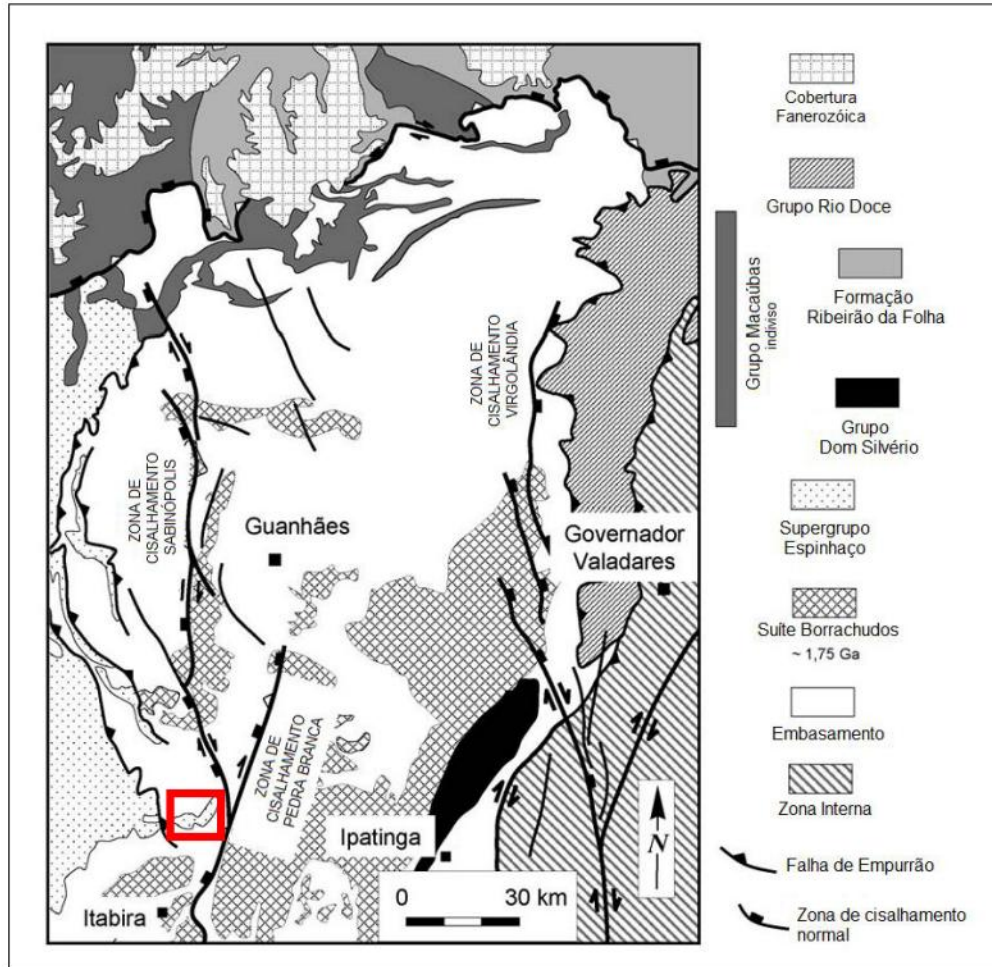 ZONA DE
CISALHAMENTO
VIRGOLÂNDIA
ZONA DE
CISALHAMENTO
SABINÓPOLIS
Guanhães
Governador
Valadares
ZONA DE
CISALHAMENTO
PEDRA BRANCA
Ipatinga
Itabira
0 30 km
N
Cobertura
Fanerozóica
Grupo Rio Doce
Grupo Macaúbas
indiviso
Formação
Ribeirão da Folha
Grupo
Dom Silvério
Supergrupo
Espinhaço
Suíte Borrachudos
~ 1,75 Ga
Embasamento
Zona Interna
Falha de Empurrão
Zona de cisalhamento
normal